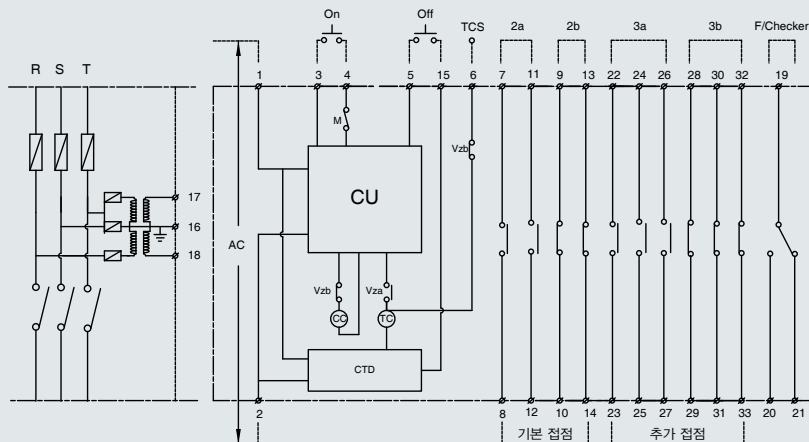 On Off TCS 2a 2b 3a 3b F/Checker
R S T 1 3 4 5 15 6 7 11 9 13 22 24 26 28 30 32 19
M
Vzb
CU
17
16
18
AC
Vzb Vza
CC TC
CTD
2 8 12 10 14 23 25 27 29 31 33 20 21
기본 접점 추가 접점